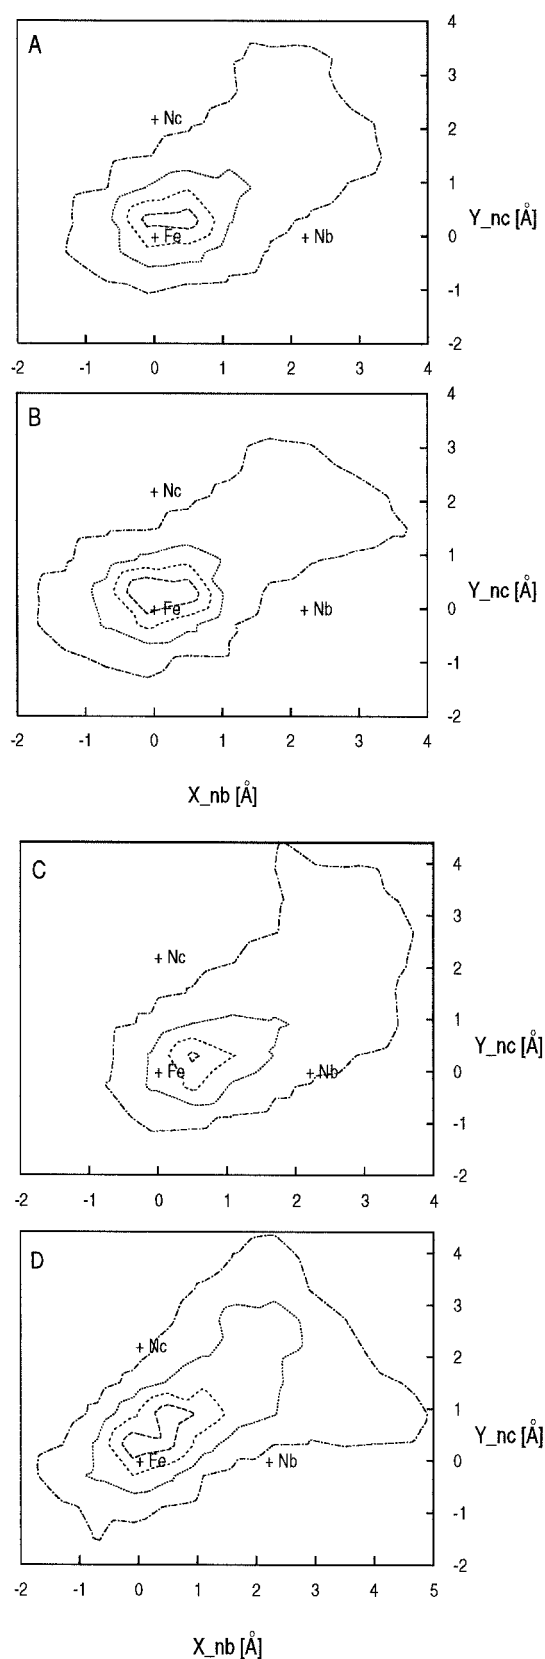 A
4
3
2
1
0
-1
-2
+ Nc
+ Fe
+ Nb
Y_nc [Å]
-2 -1 0 1 2 3 4
B
4
3
2
1
0
-1
-2
+ Nc
+ Fe
+ Nb
Y_nc [Å]
-2 -1 0 1 2 3 4
X_nb [Å]
C
4
3
2
1
0
-1
-2
+ Nc
+ Fe
+ Nb
Y_nc [Å]
-2 -1 0 1 2 3 4
D
4
3
2
1
0
-1
-2
+ Nc
+ Fe
+ Nb
Y_nc [Å]
-2 -1 0 1 2 3 4 5
X_nb [Å]